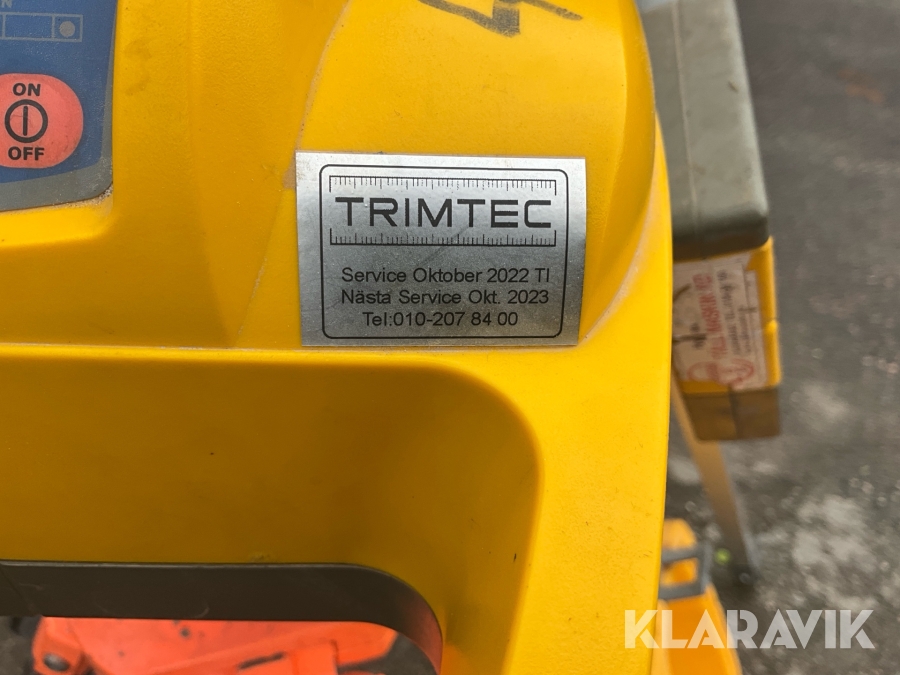 ON
OFF
TRIMTEC
Service Oktober 2022 TI
Nästa Service Okt. 2023
Tel:010-207 84 00
KLARAVIK